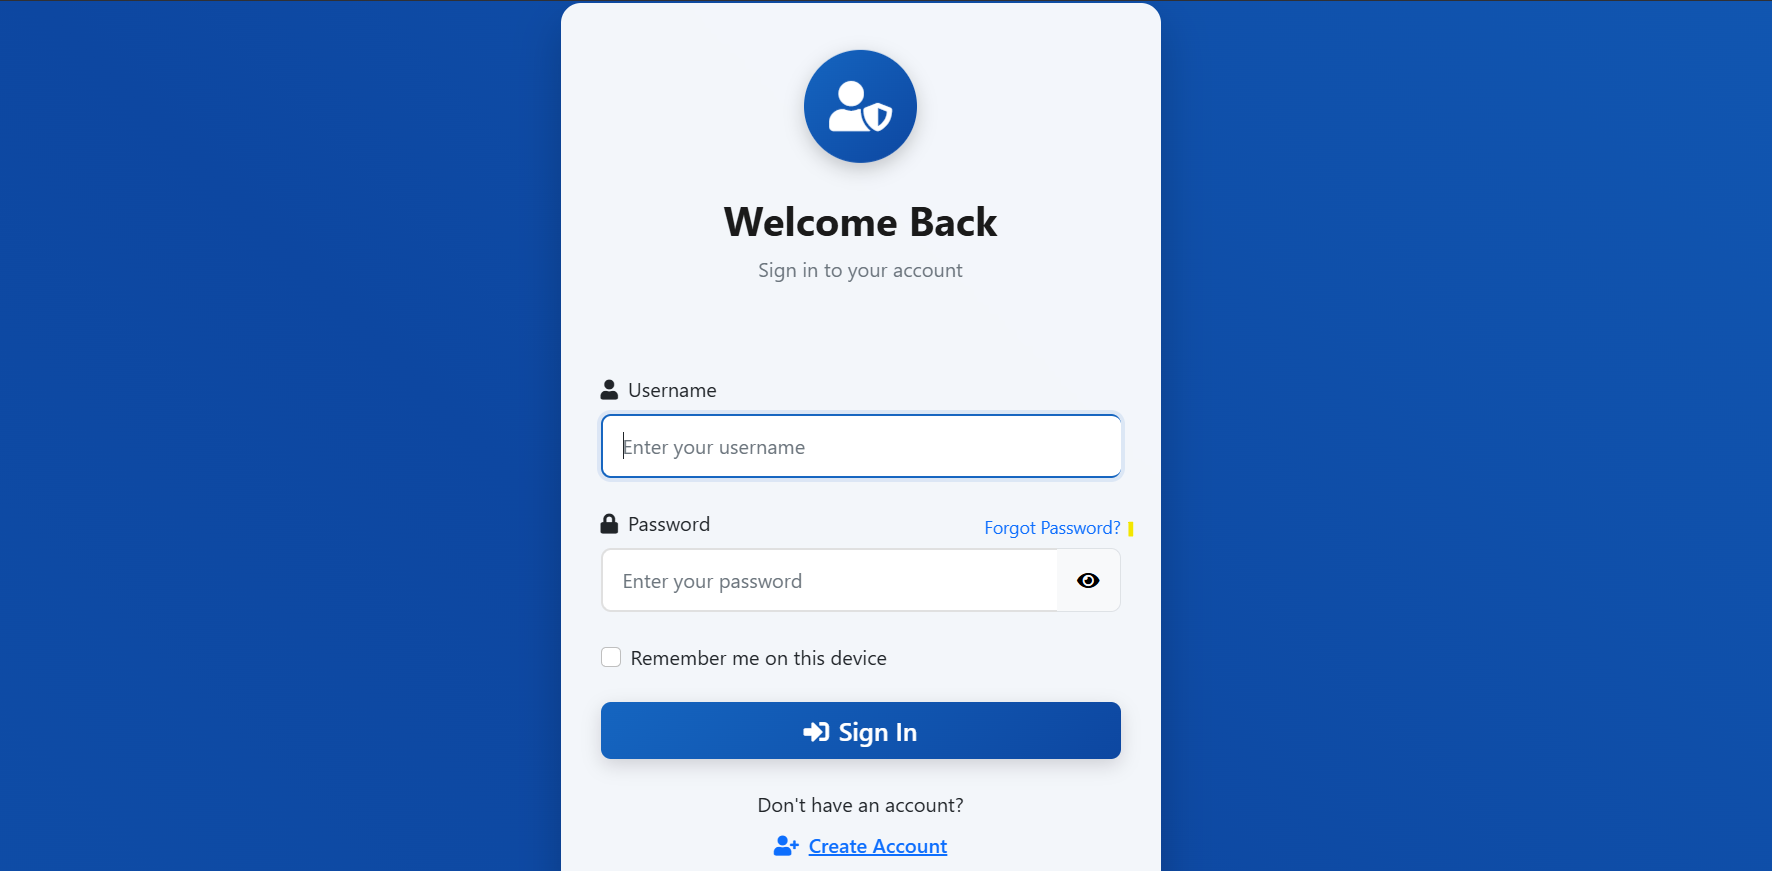 Welcome Back
Sign in to your account
Username
Enter your username
Password
Forgot Password?
Enter your password
Remember me on this device
Sign In
Don't have an account?
Create Account